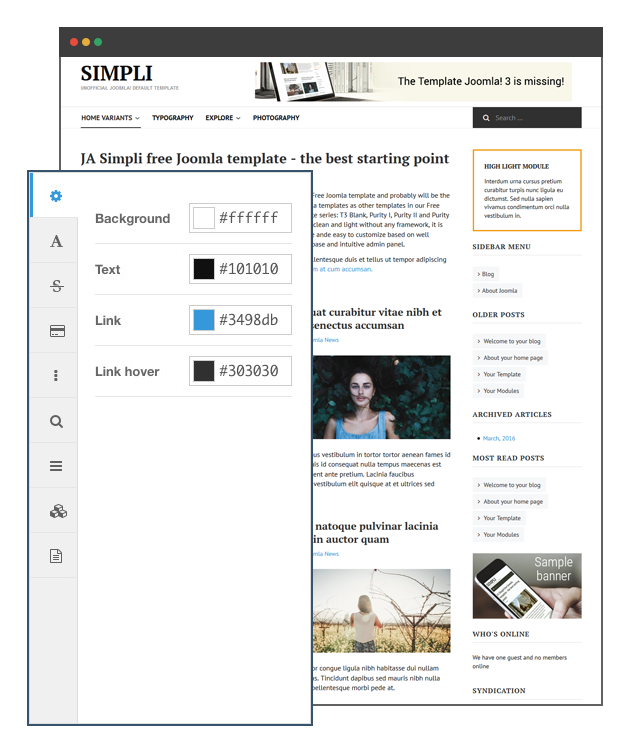 SIMPLI
UNOFFICIAL JOOMLA! DEFAULT TEMPLATE
The Template Joomla! 3 is missing!
HOME VARIANTS TYPOGRAPHY EXPLORE PHOTOGRAPHY
Search ...
JA Simpli free Joomla template - the best starting point
Free Joomla template and probably will be the
la templates as other templates in our Free
te series: T3 Blank, Purity I, Purity II and Purity
clean and light without any framework, it is
ande easy to customize based on well
base and intuitive admin panel.
llentesque duis et tellus ut tempor adipiscing
m at cum accumsan.
uat curabitur vitae nibh et
senectus accumsan
mla News
us vestibulum in tortor tortor aenean fames id
is id consequat nulla tempus maecenas est
ent ante pretium. Lacinia faucibus
vestibulum elit quisque at et ultrices sed
natoque pulvinar lacinia
in auctor quam
mla News
or congue ligula nibh habitasse dui nullam
as. Tincidunt dapibus sed mauris nibh nulla
pellentesque morbi pede at.
Background #ffffff
Text #101010
Link #3498db
Link hover #303030
A
S
HIGH LIGHT MODULE
Interdum urna cursus pretium
curabitur turpis nunc ligula eu
dictumst. Sed nulla sapien
vivamus condimentum orci nulla
vestibulum in.
SIDEBAR MENU
Blog
About Joomla
OLDER POSTS
Welcome to your blog
About your home page
Your Template
Your Modules
ARCHIVED ARTICLES
March, 2016
MOST READ POSTS
Welcome to your blog
About your home page
Your Template
Your Modules
Sample
banner
WHO'S ONLINE
We have one guest and no members
online
SYNDICATION